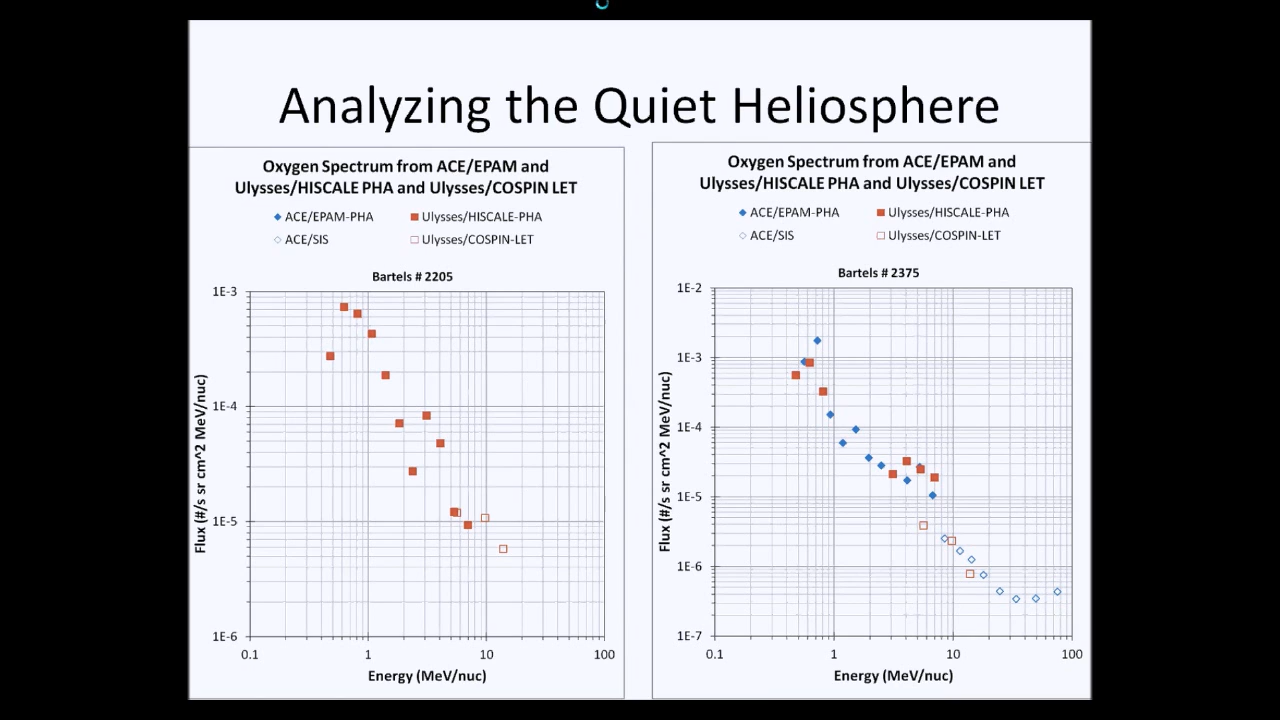 Analyzing the Quiet Heliosphere
Oxygen Spectrum from ACE/EPAM and
Ulysses/HISCALE PHA and Ulysses/COSPIN LET
ACE/EPAM-PHA
Ulysses/HISCALE-PHA
ACE/SIS
Ulysses/COSPIN-LET
Bartels # 2205
1E-3
1E-4
1E-5
1E-6
Flux (#/s sr cm^2 MeV/nuc)
0.1 1 10 100
Energy (MeV/nuc)
Oxygen Spectrum from ACE/EPAM and
Ulysses/HISCALE PHA and Ulysses/COSPIN LET
ACE/EPAM-PHA
Ulysses/HISCALE-PHA
ACE/SIS
Ulysses/COSPIN-LET
Bartels # 2375
1E-2
1E-3
1E-4
1E-5
1E-6
1E-7
Flux (#/s sr cm^2 MeV/nuc)
0.1 1 10 100
Energy (MeV/nuc)